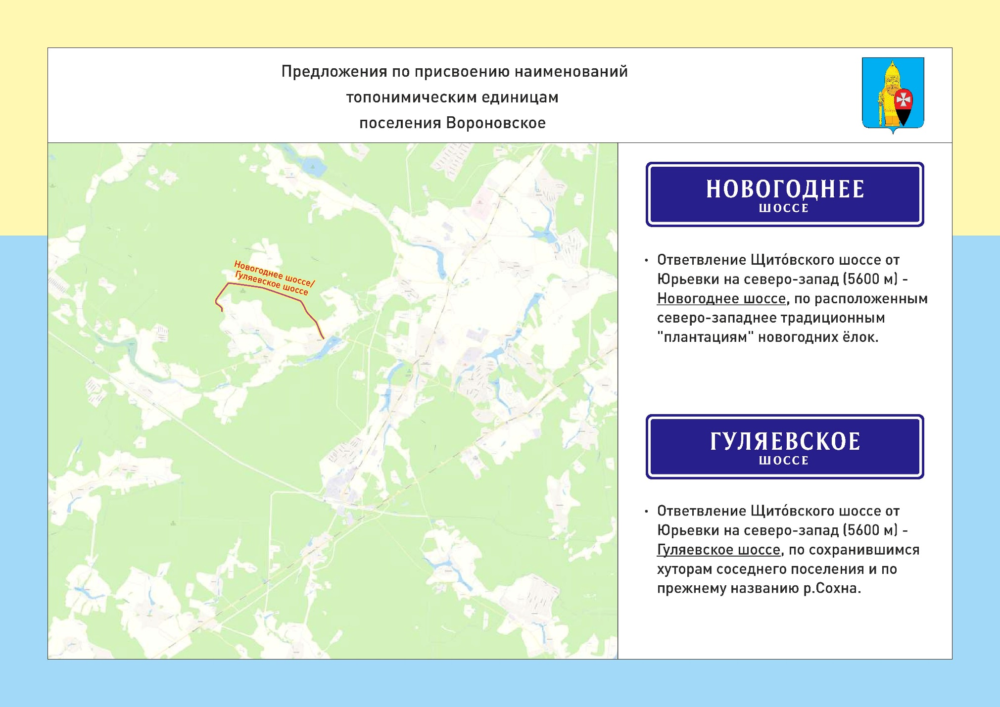 Предложения по присвоению наименований
топонимическим единицам
поселения Вороновское
Новогоднее шоссе/
Гуляевское шоссе
НОВОГОДНЕЕ
ШОССЕ
• Ответвление Щито́вского шоссе от
Юрьевки на северо-запад (5600 м) -
Новогоднее шоссе, по расположенным
северо-западнее традиционным
"плантациям" новогодних ёлок.
ГУЛЯЕВСКОЕ
ШОССЕ
• Ответвление Щито́вского шоссе от
Юрьевки на северо-запад (5600 м) -
Гуляевское шоссе, по сохранившимся
хуторам соседнего поселения и по
прежнему названию р.Сохна.